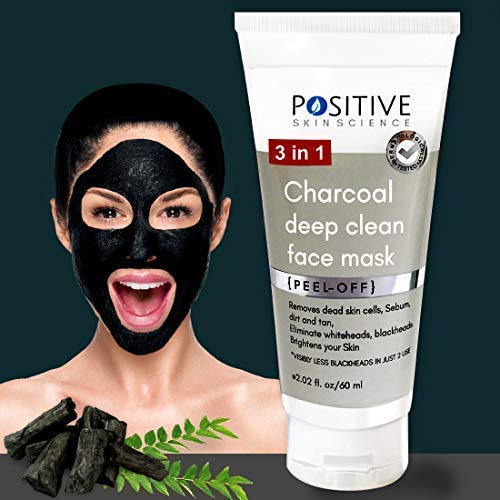 POSITIVE
SKIN SCIENCE
3 in 1
TESTED
Charcoal
deep clean
face mask
{PEEL-OFF}
Removes dead skin cells, Sebum,
dirt and tan,
Eliminate whiteheads, blackheads.
Brightens your Skin
*VISIBLY LESS BLACKHEADS IN JUST 2 USE
e2.02 fl. oz/60 ml